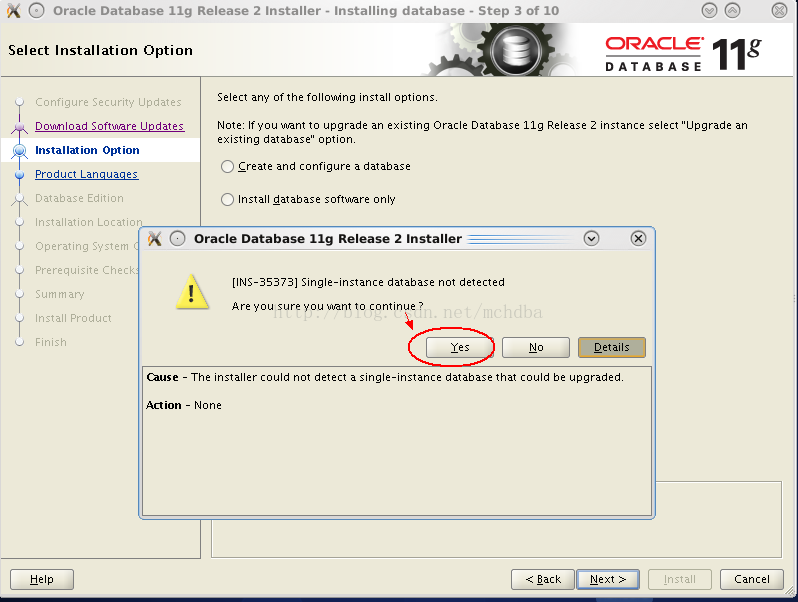 Oracle Database 11g Release 2 Installer - Installing database - Step 3 of 10
Select Installation Option
ORACLE
DATABASE
11g
Configure Security Updates
Download Software Updates
Installation Option
Product Languages
Database Edition
Installation Location
Operating System
Prerequisite Checks
Summary
Install Product
Finish
Select any of the following install options.
Note: If you want to upgrade an existing Oracle Database 11g Release 2 instance select "Upgrade an
existing database" option.
Create and configure a database
Install database software only
Oracle Database 11g Release 2 Installer
[INS-35373] Single-instance database not detected
Are you sure you want to continue?
http://blog.csdn.net/mchdba
Yes
No
Details
Cause - The installer could not detect a single-instance database that could be upgraded.
Action - None
Help
< Back
Next >
Install
Cancel